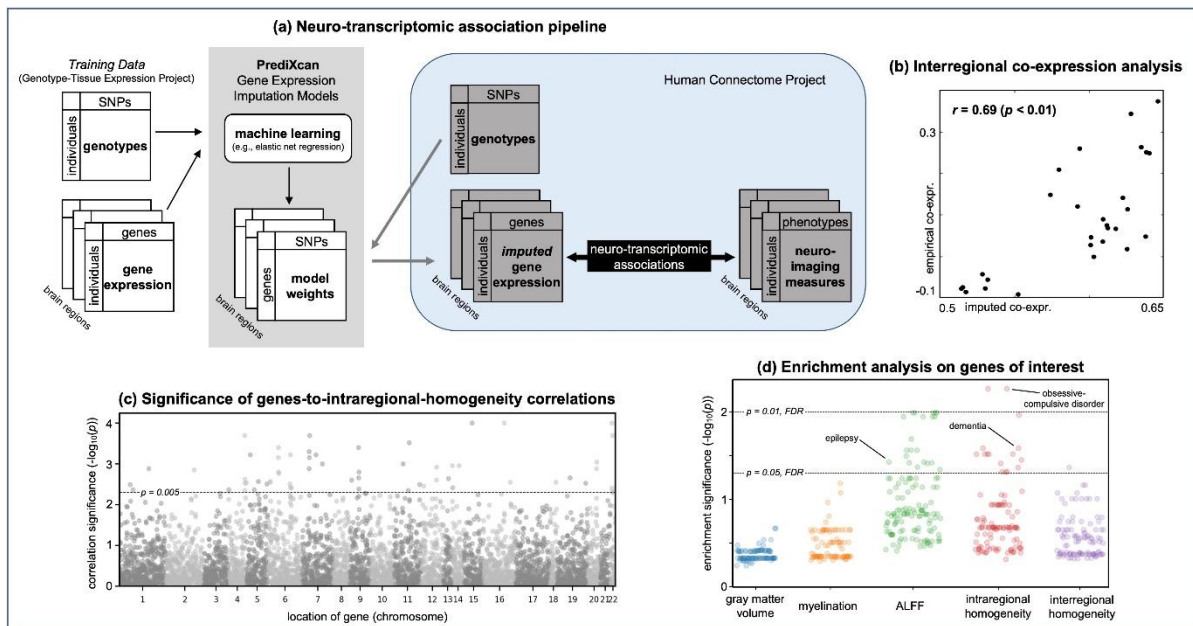 (a) Neuro-transcriptomic association pipeline
Training Data
(Genotype-Tissue Expression Project)
SNPs
individuals
genotypes
genes
individuals
gene
expression
brain regions
PrediXcan
Gene Expression
Imputation Models
machine learning
(e.g., elastic net regression)
SNPs
genes
model
weights
brain regions
Human Connectome Project
SNPs
individuals
genotypes
genes
individuals
imputed
gene
expression
brain regions
neuro-transcriptomic
associations
phenotypes
individuals
neuro-
imaging
measures
brain regions
(b) Interregional co-expression analysis
r = 0.69 (p < 0.01)
0.3
empirical co-expr.
-0.1
0.5
imputed co-expr.
0.65
(c) Significance of genes-to-intraregional-homogeneity correlations
correlation significance (-log10(p))
4
3
p = 0.005
2
1
0
1 2 3 4 5 6 7 8 9 10 11 12 13 14 15 16 17 18 19 20 21 22
location of gene (chromosome)
(d) Enrichment analysis on genes of interest
enrichment significance (-log10(p))
obsessive-
compulsive disorder
2
p = 0.01, FDR
dementia
epilepsy
p = 0.05, FDR
1
0
gray matter
volume
myelination
ALFF
intraregional
homogeneity
interregional
homogeneity